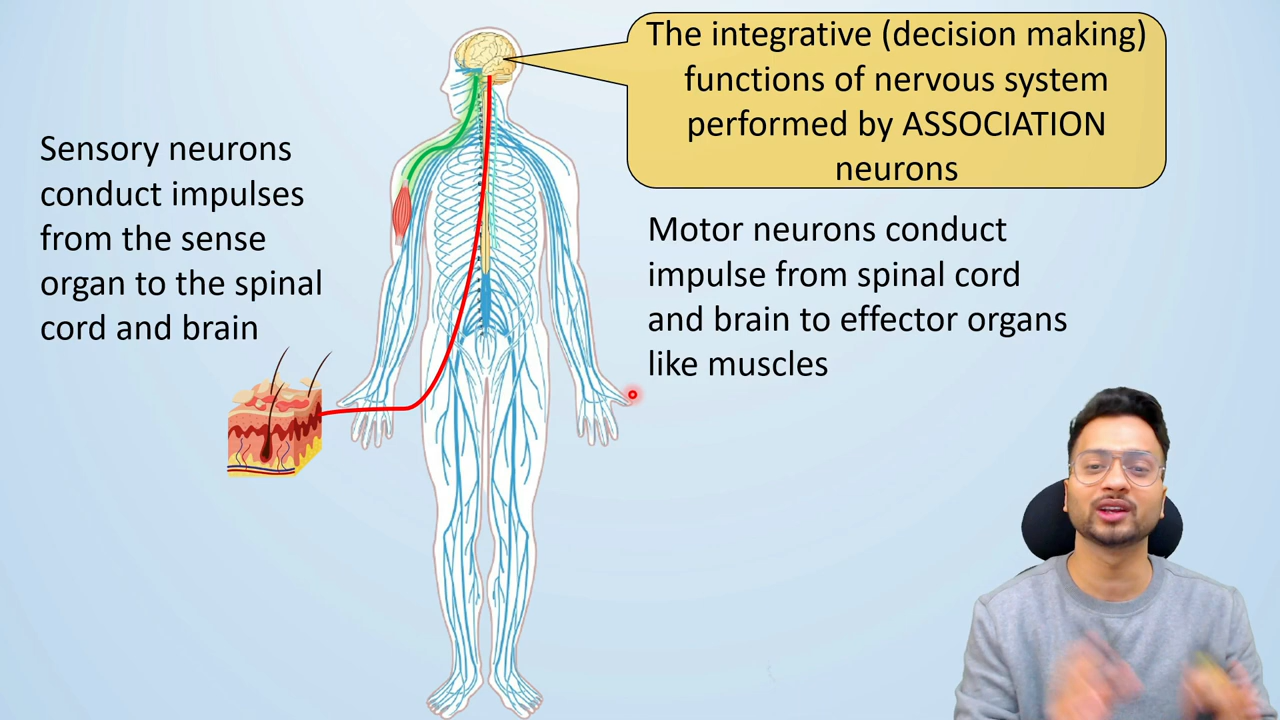 The integrative (decision making)
functions of nervous system
performed by ASSOCIATION
neurons
Sensory neurons
conduct impulses
from the sense
organ to the spinal
cord and brain
Motor neurons conduct
impulse from spinal cord
and brain to effector organs
like muscles